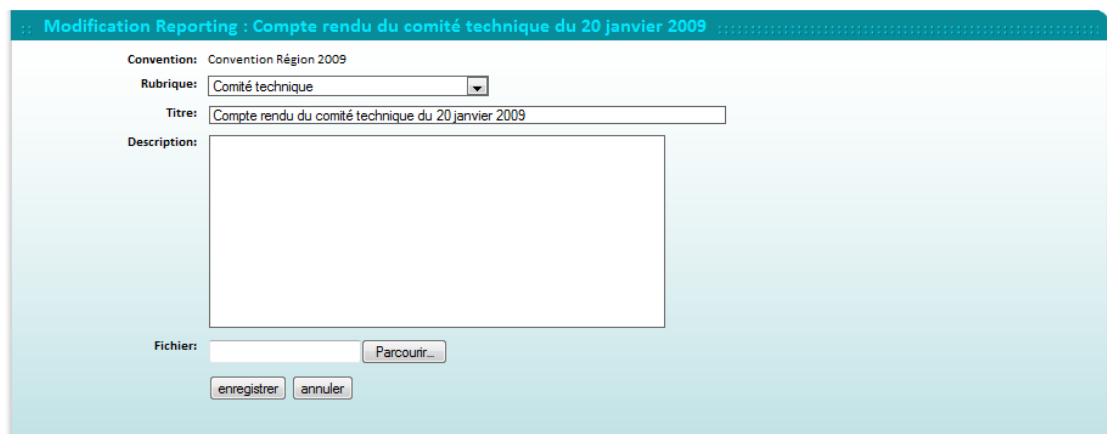 Modification Reporting : Compte rendu du comité technique du 20 janvier 2009
Convention: Convention Région 2009
Rubrique: Comité technique
Titre: Compte rendu du comité technique du 20 janvier 2009
Description:
Fichier: Parcourir...
enregistrer annuler